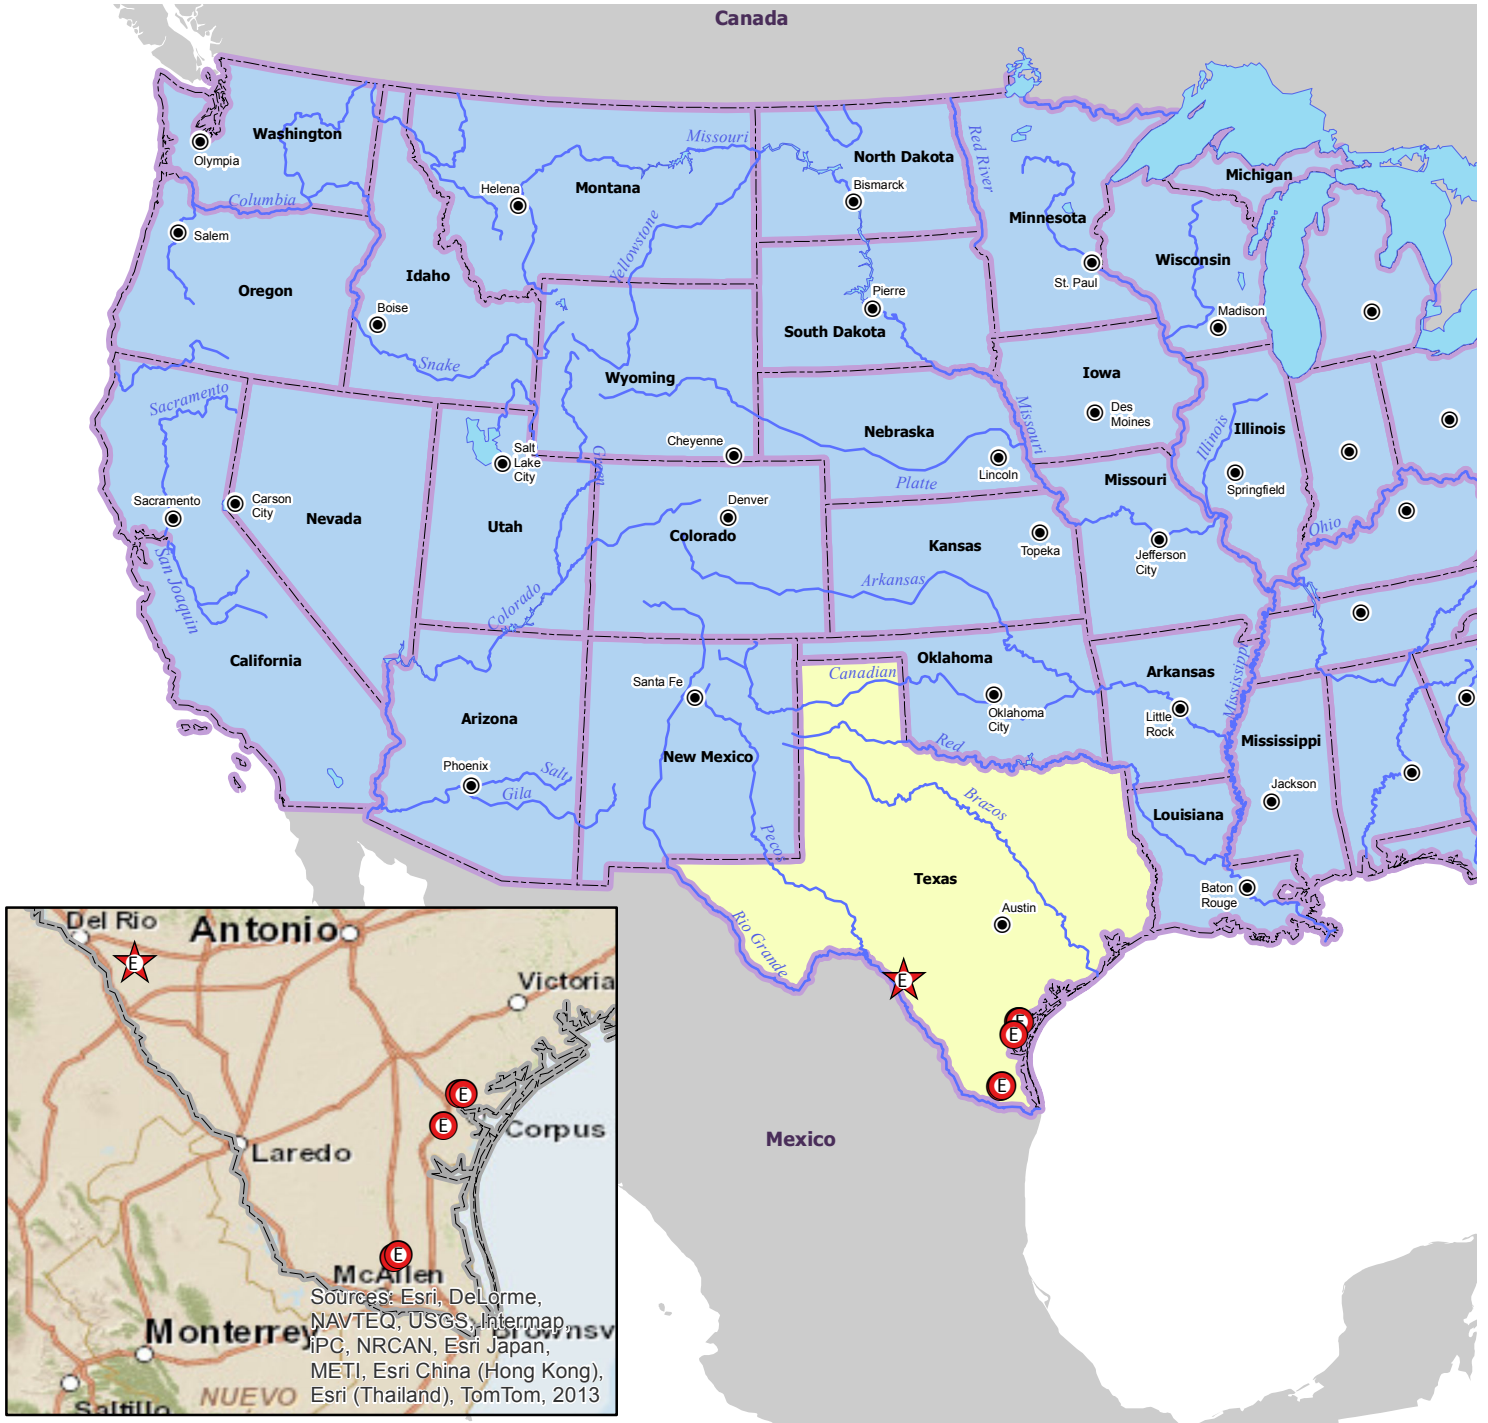 Canada
Washington
Olympia
Columbia
Salem
Oregon
Idaho
Boise
Snake
Helena
Montana
Missouri
Yellowstone
North Dakota
Bismarck
Red River
Minnesota
St. Paul
Michigan
Wisconsin
Madison
Pierre
South Dakota
Wyoming
Cheyenne
Iowa
Des
Moines
Nebraska
Lincoln
Platte
Missouri
Illinois
Illinois
Springfield
Sacramento
Sacramento
Carson
City
Nevada
Salt
Lake
City
Green
Utah
Denver
Colorado
Colorado
Kansas
Topeka
Missouri
Jefferson
City
Ohio
San Joaquin
California
Arkansas
Santa Fe
Arizona
Phoenix
Salt
Gila
New Mexico
Pecos
Canadian
Oklahoma
Oklahoma
City
Red
Arkansas
Little
Rock
Mississippi
Mississippi
Jackson
Louisiana
Baton
Rouge
Brazos
Texas
Austin
Rio Grande
E
E
E
E
Mexico
Del Rio
Antonio
E
Victoria
E
E
Corpus
Laredo
E
McAllen
Monterrey
Brownsv
NUEVO
Saltillo
Sources: Esri, DeLorme,
NAVTEQ, USGS, Intermap,
iPC, NRCAN, Esri Japan,
METI, Esri China (Hong Kong),
Esri (Thailand), TomTom, 2013